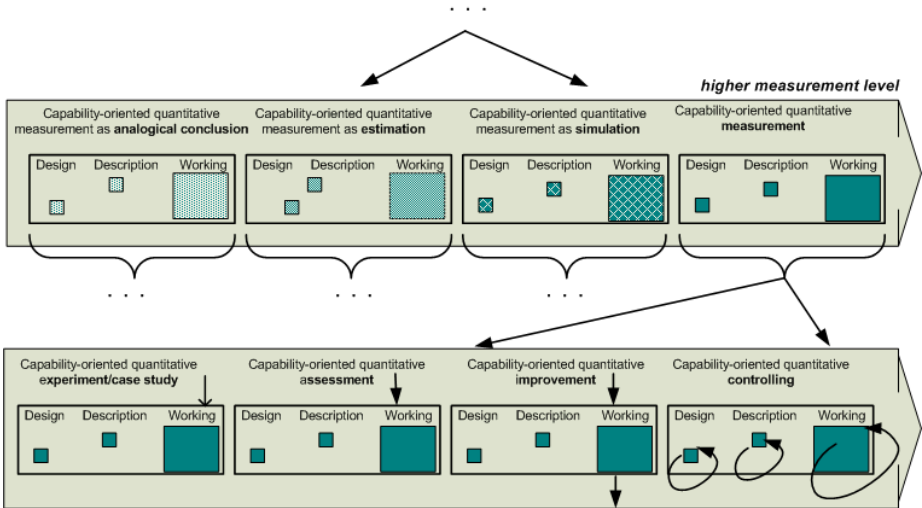 . . .
higher measurement level
Capability-oriented quantitative
measurement as analogical conclusion
Design Description Working
Capability-oriented quantitative
measurement as estimation
Design Description Working
Capability-oriented quantitative
measurement as simulation
Design Description Working
Capability-oriented quantitative
measurement
Design Description Working
. . .
. . .
. . .
Capability-oriented quantitative
experiment/case study
Design Description Working
Capability-oriented quantitative
assessment
Design Description Working
Capability-oriented quantitative
improvement
Design Description Working
Capability-oriented quantitative
controlling
Design Description Working